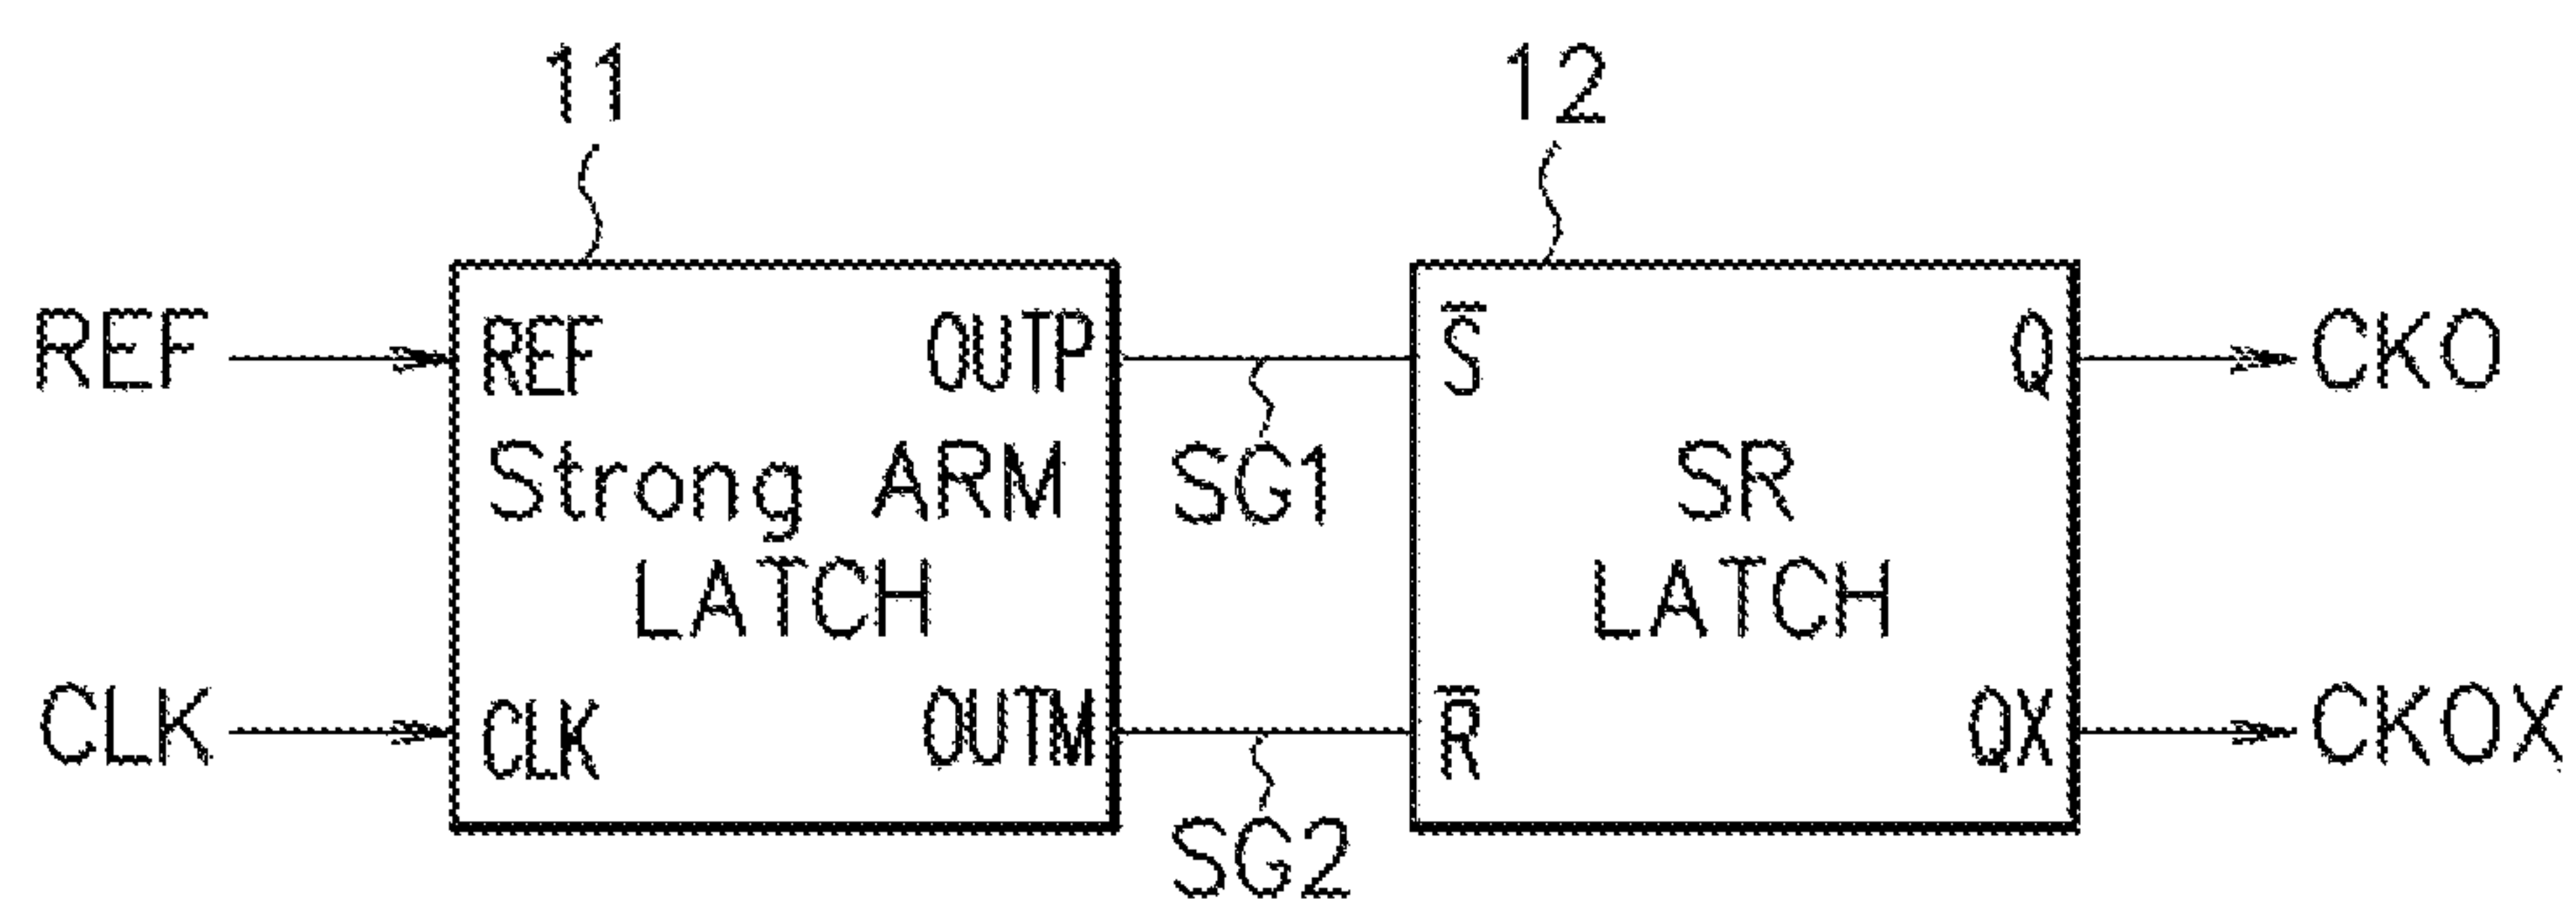 11
12
REF
REF
OUTP
S̅
Q
CKO
Strong ARM
LATCH
SG1
SR
LATCH
CLK
CLK
OUTM
R̅
QX
CKOX
SG2